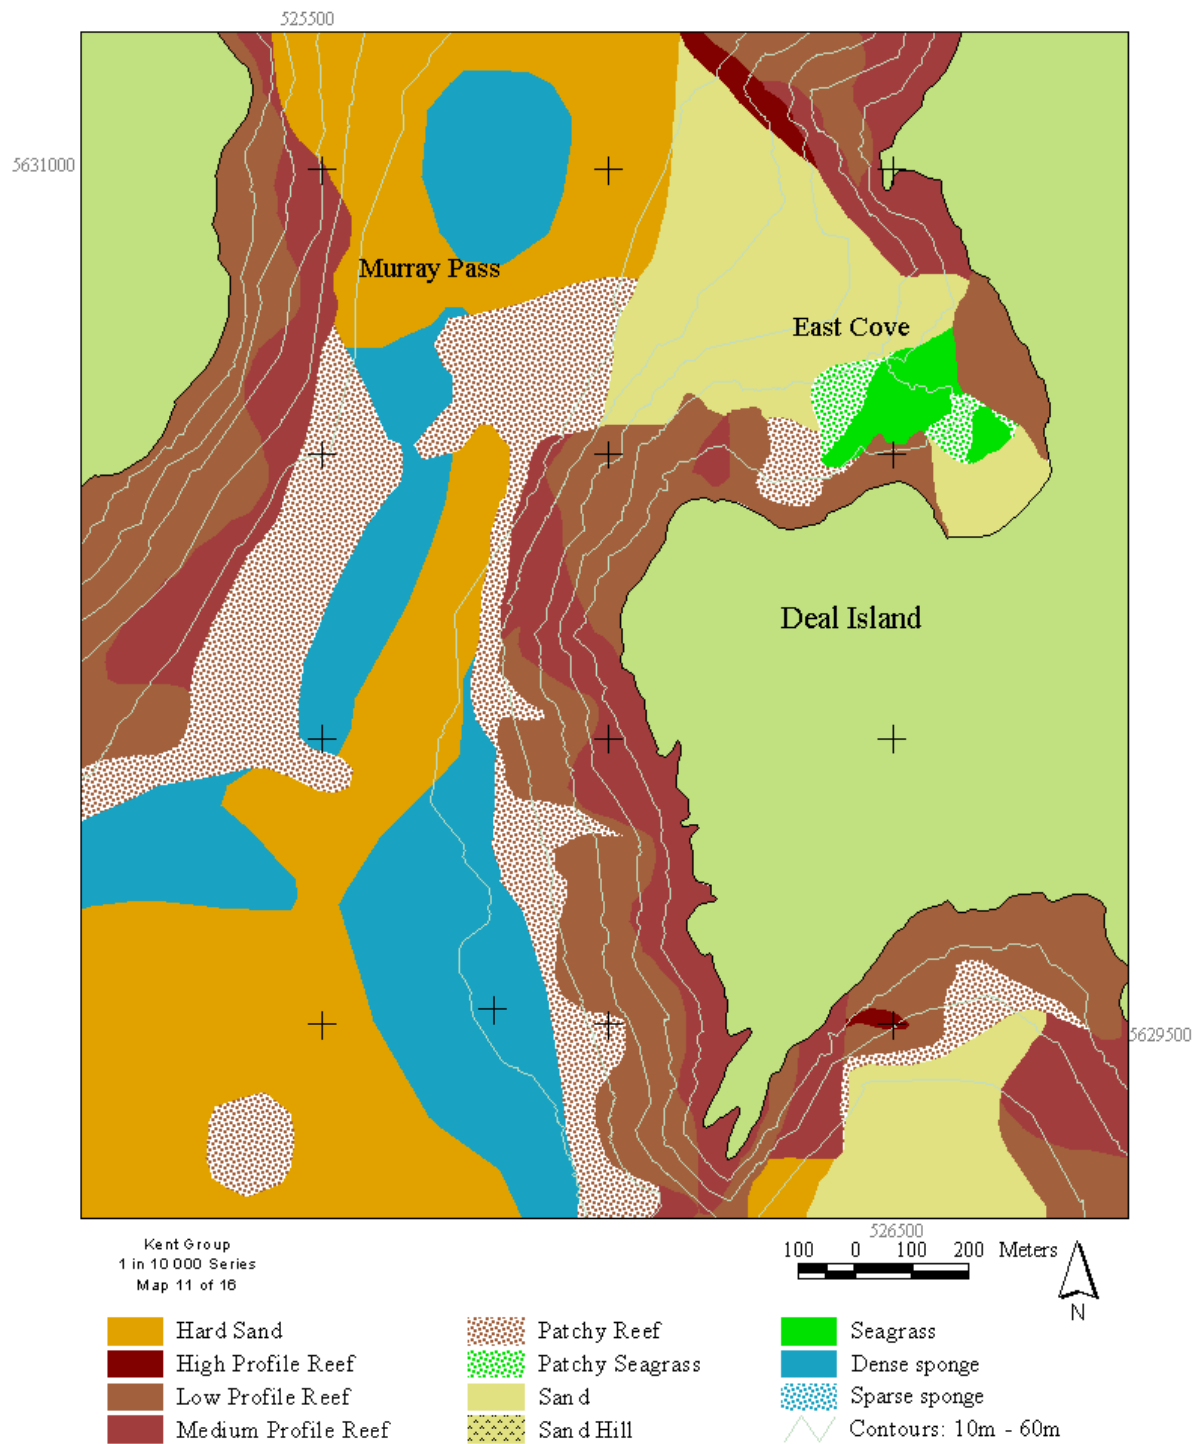 525500
5631000
Murray Pass
East Cove
Deal Island
5629500
526500
Kent Group
1 in 10 000 Series
Map 11 of 16
100 0 100 200 Meters
N
Hard Sand
High Profile Reef
Low Profile Reef
Medium Profile Reef
Patchy Reef
Patchy Seagrass
Sand
Sand Hill
Seagrass
Dense sponge
Sparse sponge
Contours: 10m - 60m